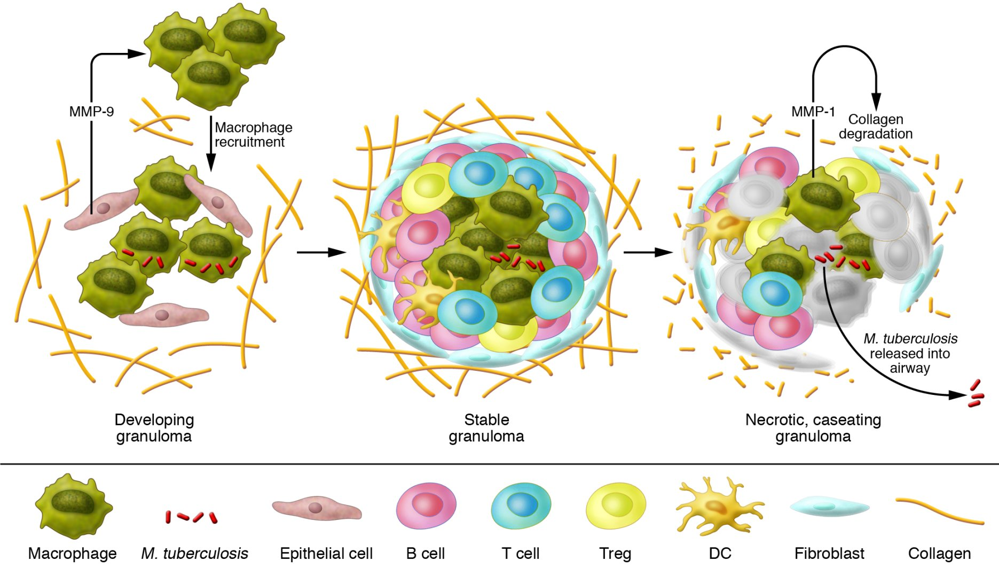 MMP-9
Macrophage
recruitment
MMP-1
Collagen
degradation
M. tuberculosis
released into
airway
Developing
granuloma
Stable
granuloma
Necrotic, caseating
granuloma
Macrophage
M. tuberculosis
Epithelial cell
B cell
T cell
Treg
DC
Fibroblast
Collagen